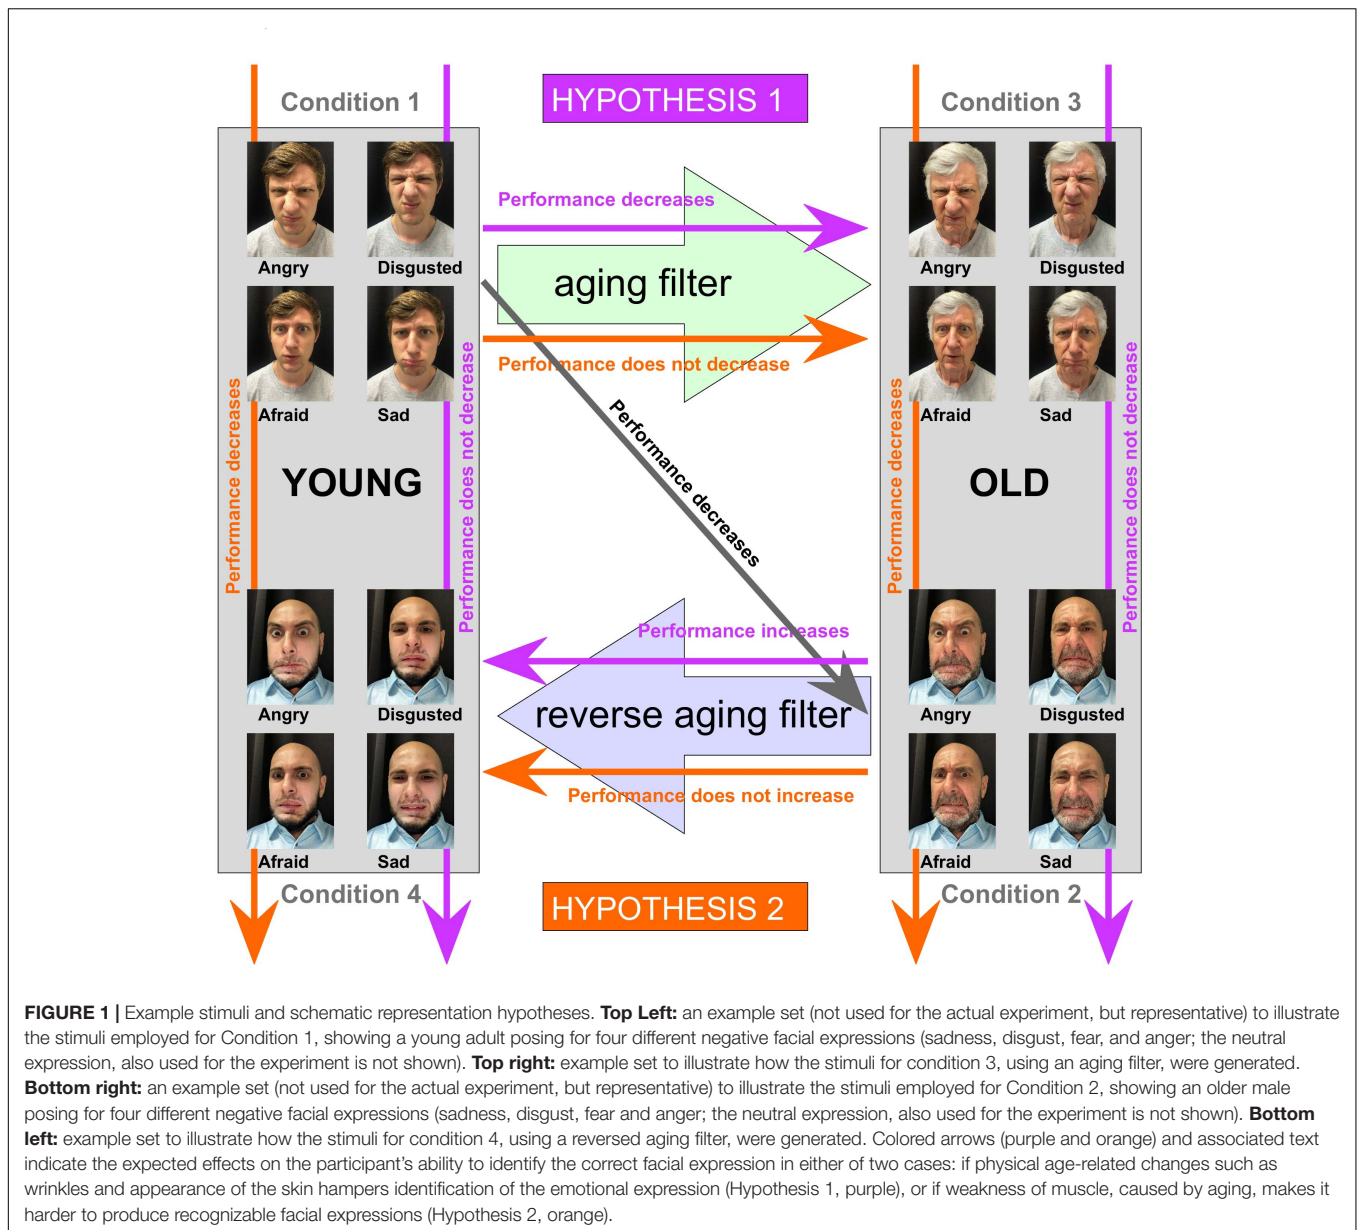 Condition 1
HYPOTHESIS 1
Condition 3
Performance decreases
Angry
Disgusted
aging filter
Angry
Disgusted
Performance does not decrease
Afraid
Sad
Afraid
Sad
Performance decreases
Performance does not decrease
YOUNG
Performance decreases
Performance decreases
Performance does not decrease
OLD
Performance increases
Angry
Disgusted
reverse aging filter
Angry
Disgusted
Performance does not increase
Afraid
Sad
Afraid
Sad
Condition 4
HYPOTHESIS 2
Condition 2
FIGURE 1 | Example stimuli and schematic representation hypotheses. Top Left: an example set (not used for the actual experiment, but representative) to illustrate
the stimuli employed for Condition 1, showing a young adult posing for four different negative facial expressions (sadness, disgust, fear, and anger; the neutral
expression, also used for the experiment is not shown). Top right: example set to illustrate how the stimuli for condition 3, using an aging filter, were generated.
Bottom right: an example set (not used for the actual experiment, but representative) to illustrate the stimuli employed for Condition 2, showing an older male
posing for four different negative facial expressions (sadness, disgust, fear and anger; the neutral expression, also used for the experiment is not shown). Bottom
left: example set to illustrate how the stimuli for condition 4, using a reversed aging filter, were generated. Colored arrows (purple and orange) and associated text
indicate the expected effects on the participant's ability to identify the correct facial expression in either of two cases: if physical age-related changes such as
wrinkles and appearance of the skin hampers identification of the emotional expression (Hypothesis 1, purple), or if weakness of muscle, caused by aging, makes it
harder to produce recognizable facial expressions (Hypothesis 2, orange).